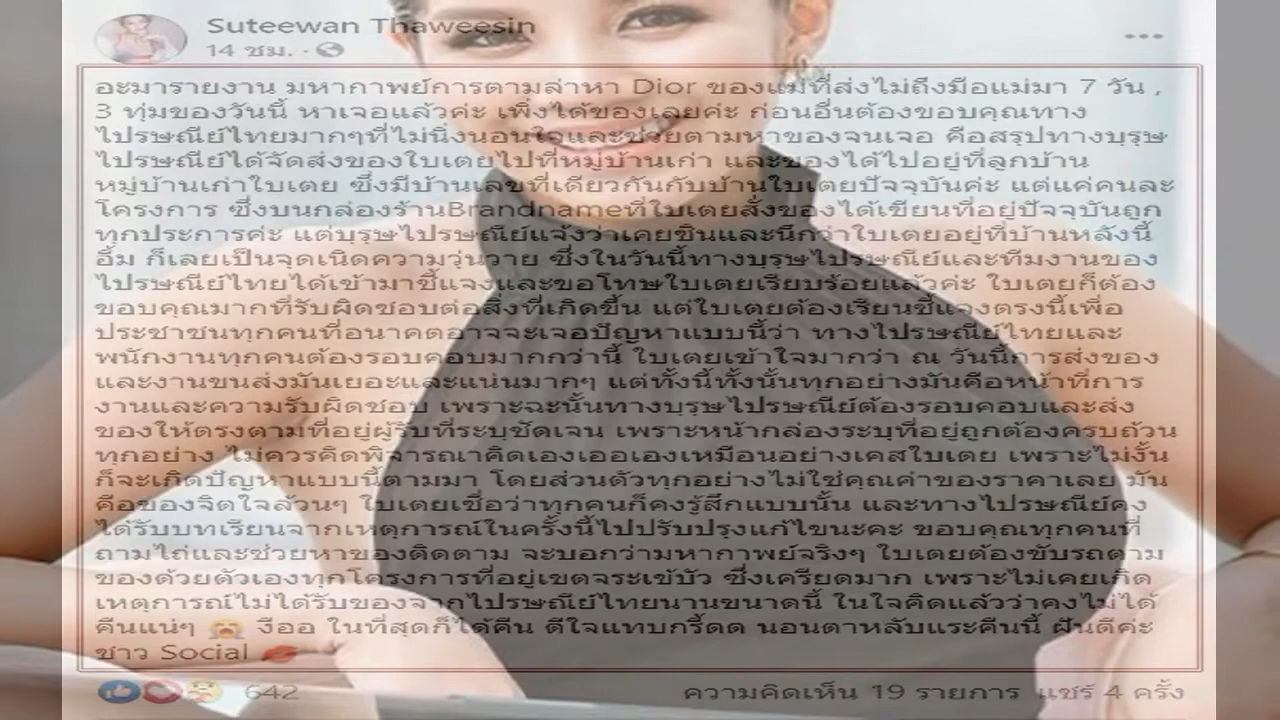 Suteewan Thaweesin
14 ชม. ·
อะมารายงาน มหากาพย์การตามล่าหา Dior ของแม่ที่ส่งไม่ถึงมือแม่มา 7 วัน ,
3 ทุ่มของวันนี้ หาเจอแล้วค่ะ เพิ่งได้ของเลยค่ะ ก่อนอื่นต้องขอบคุณทาง
ไปรษณีย์ไทยมากๆที่ไม่นิ่งนอนใจและช่วยตามหาของจนเจอ คือสรุปทางบุรุษ
ไปรษณีย์ได้จัดส่งของใบเตยไปที่หมู่บ้านเก่า และของได้ไปอยู่ที่ลูกบ้าน
หมู่บ้านเก่าใบเตย ซึ่งมีบ้านเลขที่เดียวกันกับบ้านใบเตยปัจจุบันค่ะ แต่แค่คนละ
โครงการ ซึ่งบนกล่องร้านBrandnameที่ใบเตยสั่งของได้เขียนที่อยู่ปัจจุบันถูก
ทุกประการค่ะ แต่บุรุษไปรษณีย์แจ้งว่าเคยชินและนึกว่าใบเตยอยู่ที่บ้านหลังนี้
อืม ก็เลยเป็นจุดเนิดความวุ่นวาย ซึ่งในวันนี้ทางบุรุษไปรษณีย์และทีมงานของ
ไปรษณีย์ไทยได้เข้ามาชี้แจงและขอโทษใบเตยเรียบร้อยแล้วค่ะ ใบเตยก็ต้อง
ขอบคุณมากที่รับผิดชอบต่อสิ่งที่เกิดขึ้น แต่ใบเตยต้องเรียนชี้แจงตรงนี้เพื่อ
ประชาชนทุกคนที่อนาคตอาจจะเจอปัญหาแบบนี้ว่า ทางไปรษณีย์ไทยและ
พนักงานทุกคนต้องรอบคอบมากกว่านี้ ใบเตยเข้าใจมากว่า ณ วันนี้การส่งของ
และงานขนส่งมันเยอะและแน่นมากๆ แต่ทั้งนี้ทั้งนั้นทุกอย่างมันคือหน้าที่การ
งานและความรับผิดชอบ เพราะฉะนั้นทางบุรุษไปรษณีย์ต้องรอบคอบและส่ง
ของให้ตรงตามที่อยู่ผู้รับที่ระบุชัดเจน เพราะหน้ากล่องระบุที่อยู่ถูกต้องครบถ้วน
ทุกอย่าง ไม่ควรคิดพิจารณาคิดเองเออเองเหมือนอย่างเคสใบเตย เพราะไม่งั้น
ก็จะเกิดปัญหาแบบนี้ตามมา โดยส่วนตัวทุกอย่างไม่ใช่คุณค่าของราคาเลย มัน
คือของจิตใจล้วนๆ ใบเตยเชื่อว่าทุกคนก็คงรู้สึกแบบนั้น และทางไปรษณีย์คง
ได้รับบทเรียนจากเหตุการณ์ในครั้งนี้ไปปรับปรุงแก้ไขนะคะ ขอบคุณทุกคนที่
ถามไถ่และช่วยหาของติดตาม จะบอกว่ามหากาพย์จริงๆ ใบเตยต้องขับรถตาม
ของด้วยตัวเองทุกโครงการที่อยู่เขตจระเข้บัว ซึ่งเครียดมาก เพราะไม่เคยเกิด
เหตุการณ์ไม่ได้รับของจากไปรษณีย์ไทยนานขนาดนี้ ในใจคิดแล้วว่าคงไม่ได้
คืนแน่ๆ 😭 งืออ ในที่สุดก็ได้คืน ดีใจแทบกรี้ดด นอนตาหลับแระคืนนี้ ฝันดีค่ะ
ชาว Social 💋
642 ความคิดเห็น 19 รายการ แชร์ 4 ครั้ง